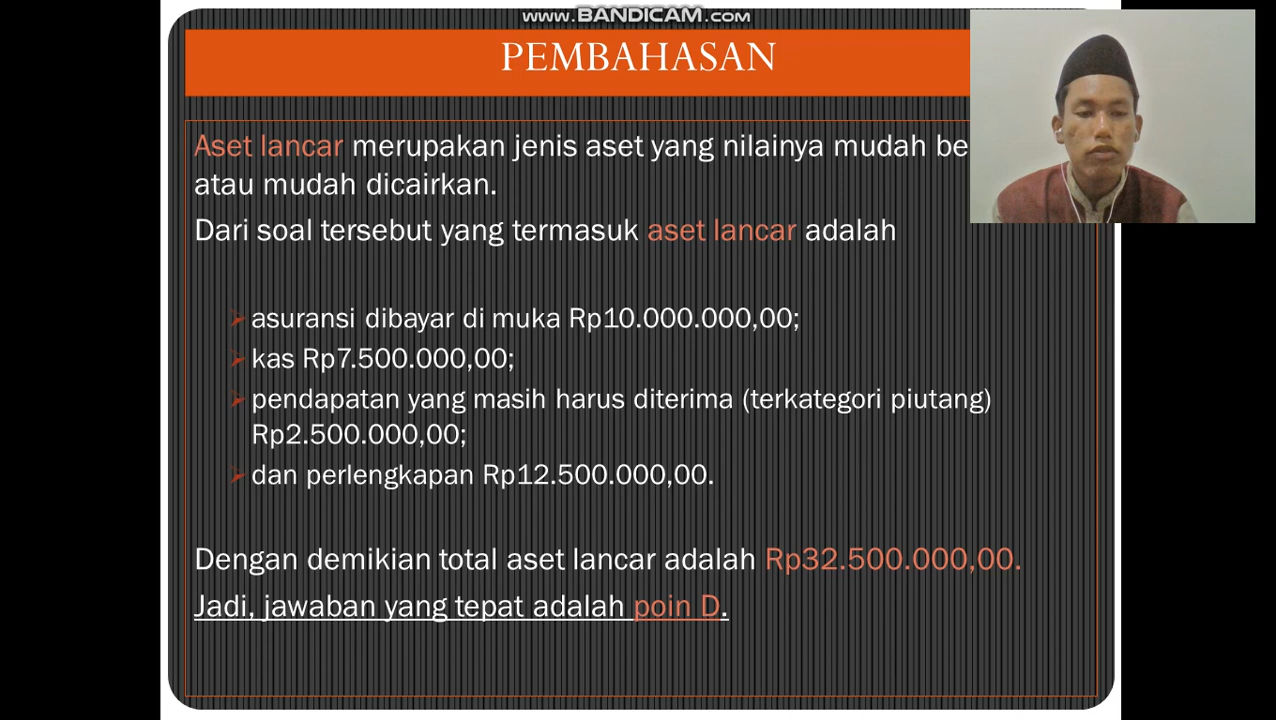 www.BANDICAM.com
PEMBAHASAN
Aset lancar merupakan jenis aset yang nilainya mudah
atau mudah dicairkan.
Dari soal tersebut yang termasuk aset lancar adalah
asuransi dibayar di muka Rp10.000.000,00;
kas Rp7.500.000,00;
pendapatan yang masih harus diterima (terkategori piutang)
Rp2.500.000,00;
dan perlengkapan Rp12.500.000,00.
Dengan demikian total aset lancar adalah Rp32.500.000,00.
Jadi, jawaban yang tepat adalah poin D.